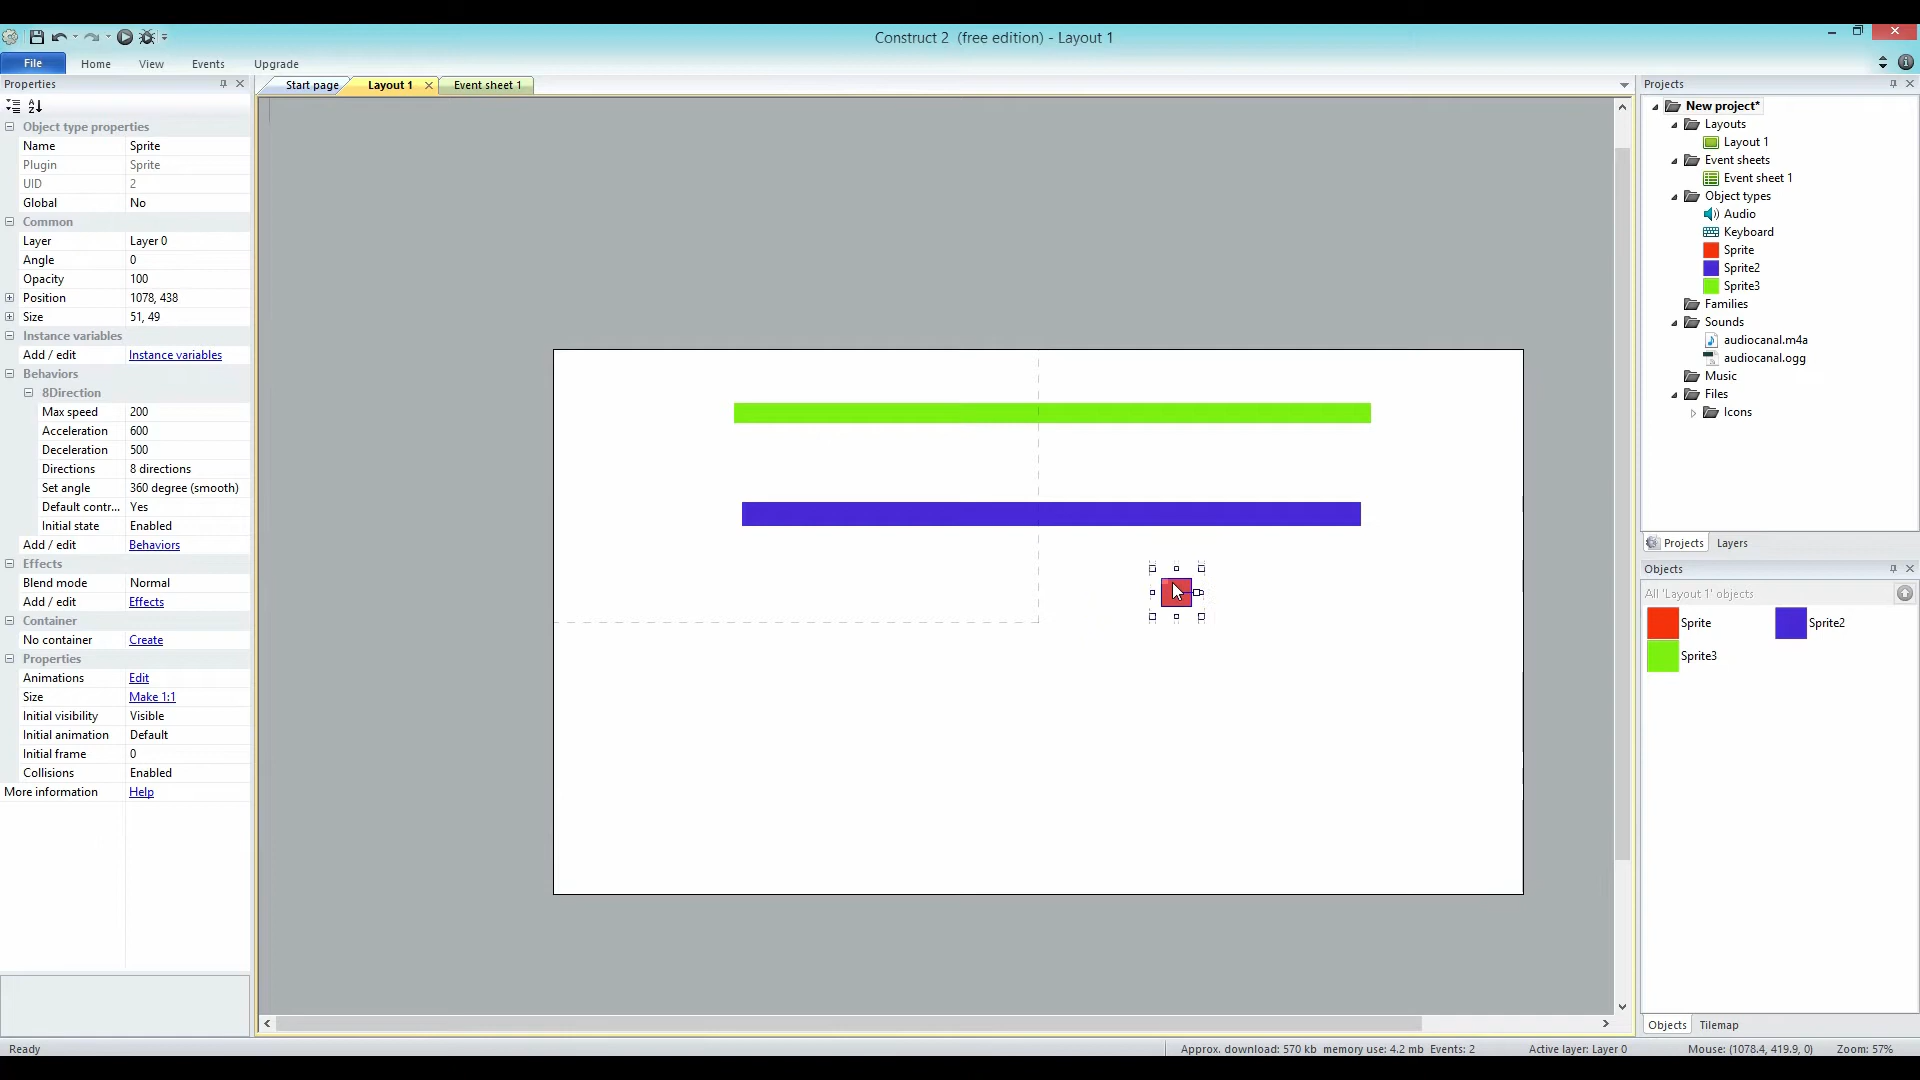 Construct 2 (free edition) - Layout 1
File Home View Events Upgrade
Properties
Start page Layout 1 Event sheet 1
Object type properties
Name Sprite
Plugin Sprite
UID 2
Global No
Common
Layer Layer 0
Angle 0
Opacity 100
Position 1078, 438
Size 51, 49
Instance variables
Add / edit Instance variables
Behaviors
8Direction
Max speed 200
Acceleration 600
Deceleration 500
Directions 8 directions
Set angle 360 degree (smooth)
Default contr... Yes
Initial state Enabled
Add / edit Behaviors
Effects
Blend mode Normal
Add / edit Effects
Container
No container Create
Properties
Animations Edit
Size Make 1:1
Initial visibility Visible
Initial animation Default
Initial frame 0
Collisions Enabled
More information Help
Projects
New project*
Layouts
Layout 1
Event sheets
Event sheet 1
Object types
Audio
Keyboard
Sprite
Sprite2
Sprite3
Families
Sounds
audiocanal.m4a
audiocanal.ogg
Music
Files
Icons
Projects Layers
Objects
All 'Layout 1' objects
Sprite Sprite2
Sprite3
Objects Tilemap
Ready Approx. download: 570 kb memory use: 4.2 mb Events: 2 Active layer: Layer 0 Mouse: (1078.4, 419.9, 0) Zoom: 57%